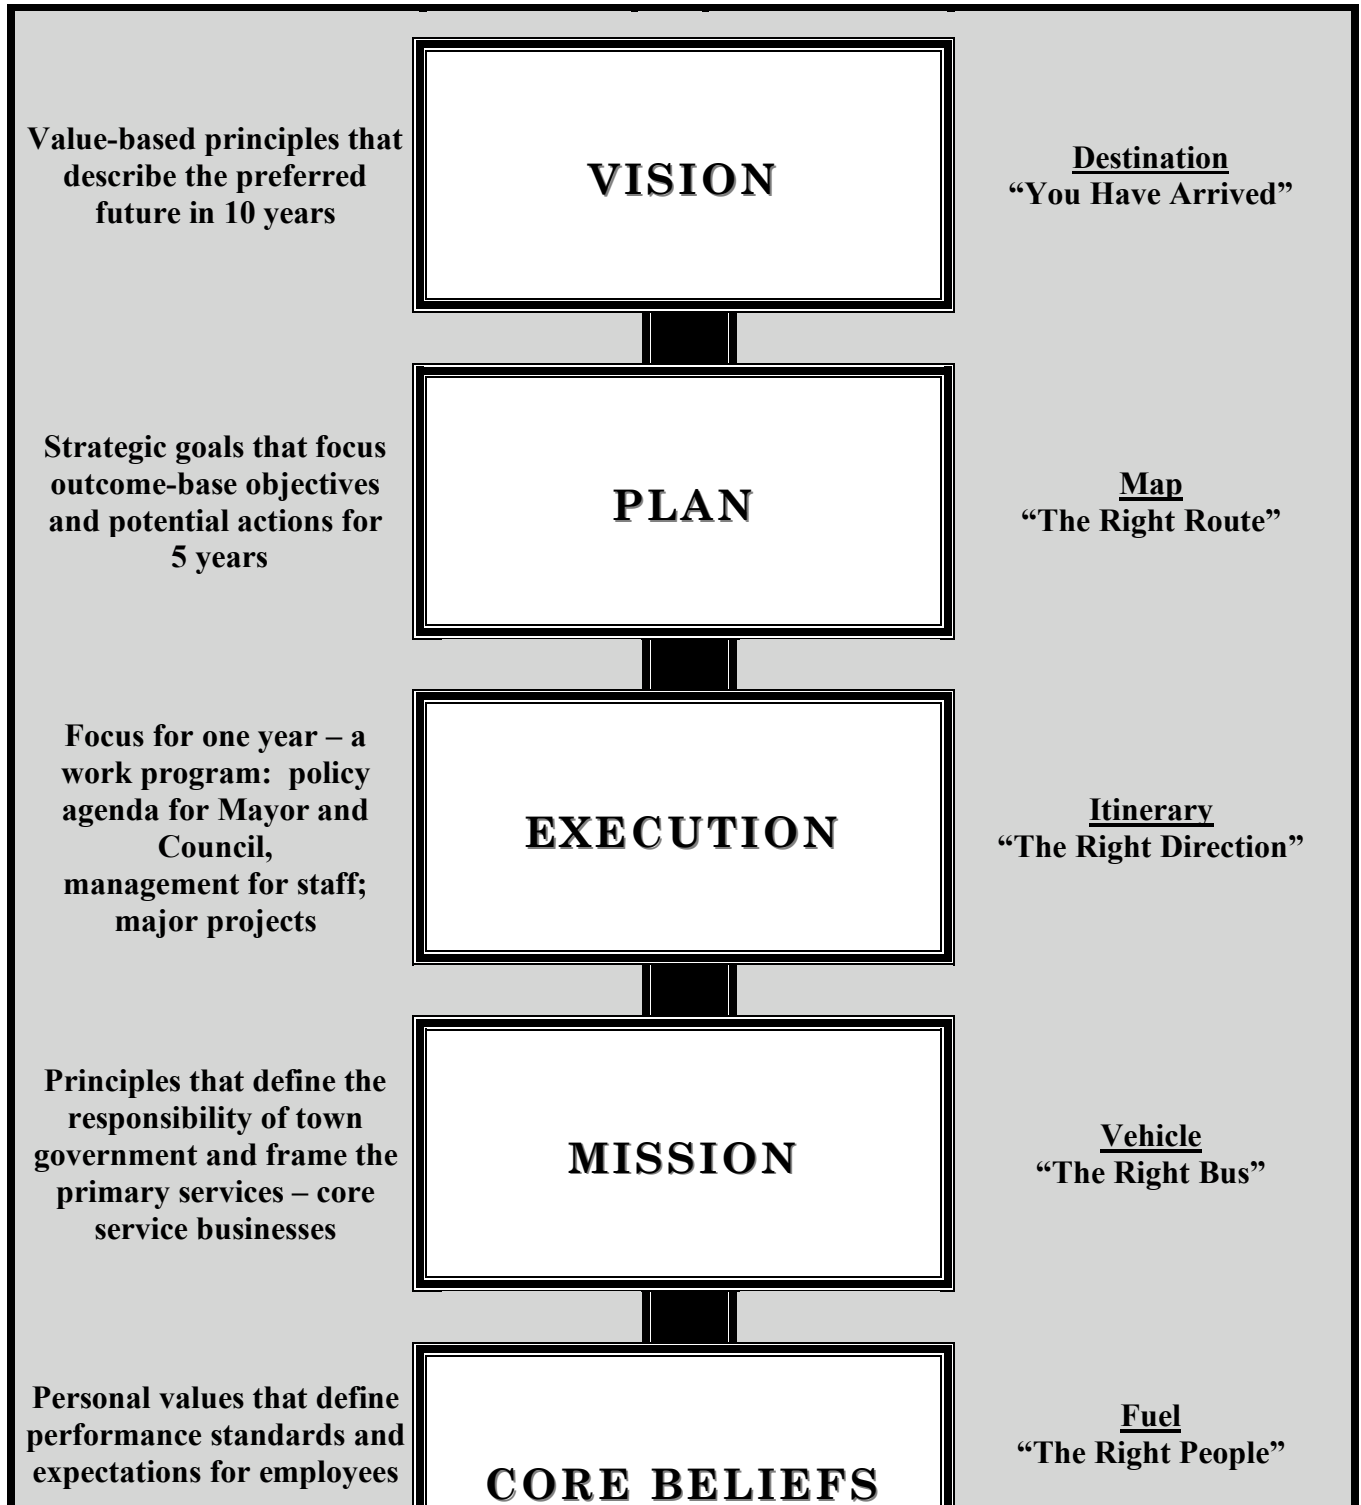 Value-based principles that
describe the preferred
future in 10 years
VISION
Destination
“You Have Arrived”
Strategic goals that focus
outcome-base objectives
and potential actions for
5 years
PLAN
Map
“The Right Route”
Focus for one year – a
work program:  policy
agenda for Mayor and
Council,
management for staff;
major projects
EXECUTION
Itinerary
“The Right Direction”
Principles that define the
responsibility of town
government and frame the
primary services – core
service businesses
MISSION
Vehicle
“The Right Bus”
Personal values that define
performance standards and
expectations for employees
CORE BELIEFS
Fuel
“The Right People”